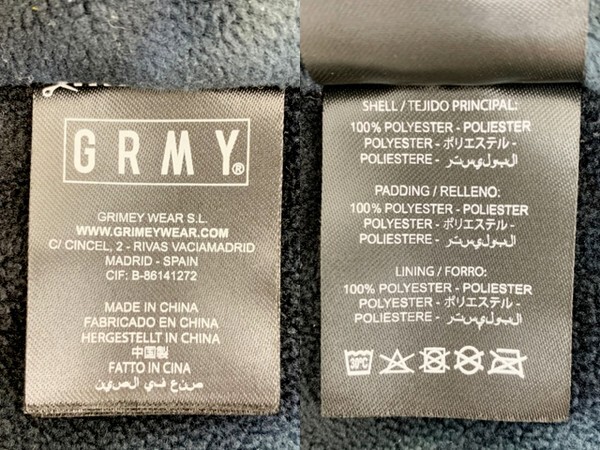 GRMY®
GRIMEY WEAR S.L.
WWW.GRIMEYWEAR.COM
C/ CINCEL, 2 - RIVAS VACIAMADRID
MADRID - SPAIN
CIF: B-86141272
MADE IN CHINA
FABRICADO EN CHINA
HERGESTELLT IN CHINA
中国製
FATTO IN CINA
صنع في الصين
SHELL / TEJIDO PRINCIPAL:
100% POLYESTER - POLIESTER
POLYESTER - ポリエステル -
POLIESTERE - البوليستر
PADDING / RELLENO:
100% POLYESTER - POLIESTER
POLYESTER - ポリエステル -
POLIESTERE - البوليستر
LINING / FORRO:
100% POLYESTER - POLIESTER
POLYESTER - ポリエステル -
POLIESTERE - البوليستر
30°C